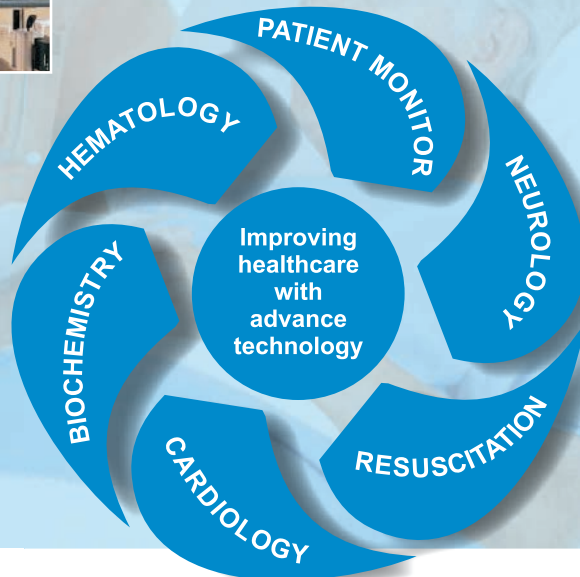 PATIENT MONITOR
NEUROLOGY
RESUSCITATION
CARDIOLOGY
BIOCHEMISTRY
HEMATOLOGY
Improving
healthcare
with
advance
technology